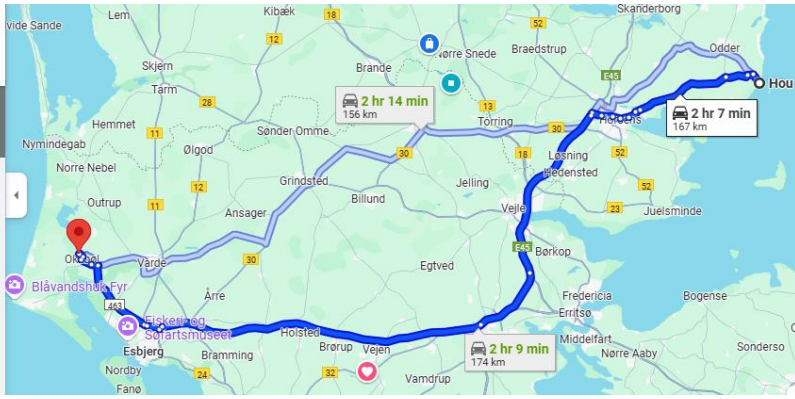 Lem
Kibæk
52
Skanderborg
vide Sande
12
Nørre Snede
Braedstrup
Odder
Skjern
Brande
E45
Hou
Tarm
2 hr 14 min
156 km
28
13
Horsens
2 hr 7 min
167 km
Hemmet
11
Sønder Omme
Tørring
30
52
Nymindegab
Ølgod
30
18
Løsning
Norre Nebel
12
Grindsted
Hedensted
52
Outrup
11
Ansager
Billund
Jelling
Vejle
23
Juelsminde
Oksbøl
Varde
30
E45
Børkop
Blåvandshuk Fyr
Egtved
463
Årre
Fredericia
Bogense
Fiskeri- og
Søfartsmuseet
Holsted
Erritsø
Esbjerg
Bramming
Brørup
Vejen
2 hr 9 min
174 km
Middelfart
Nørre Aaby
Sonderso
Nordby
24
32
Vamdrup
Fanø